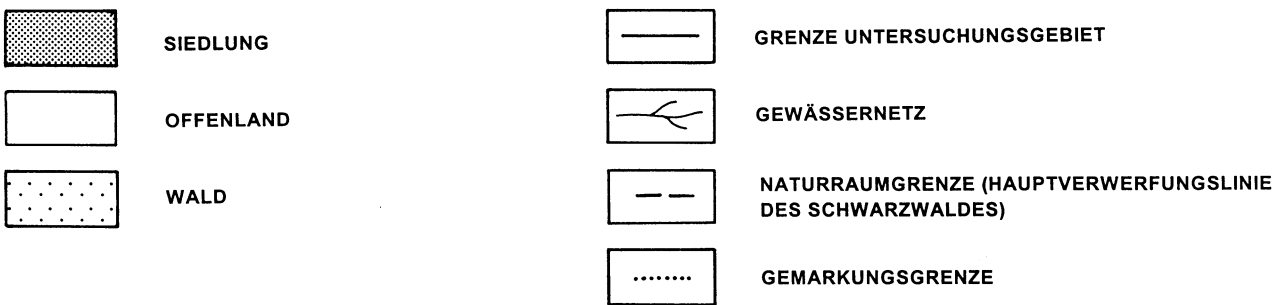 SIEDLUNG
OFFENLAND
WALD
GRENZE UNTERSUCHUNGSGEBIET
GEWÄSSERNETZ
NATURRAUMGRENZE (HAUPTVERWERFUNGSLINIE
DES SCHWARZWALDES)
GEMARKUNGSGRENZE